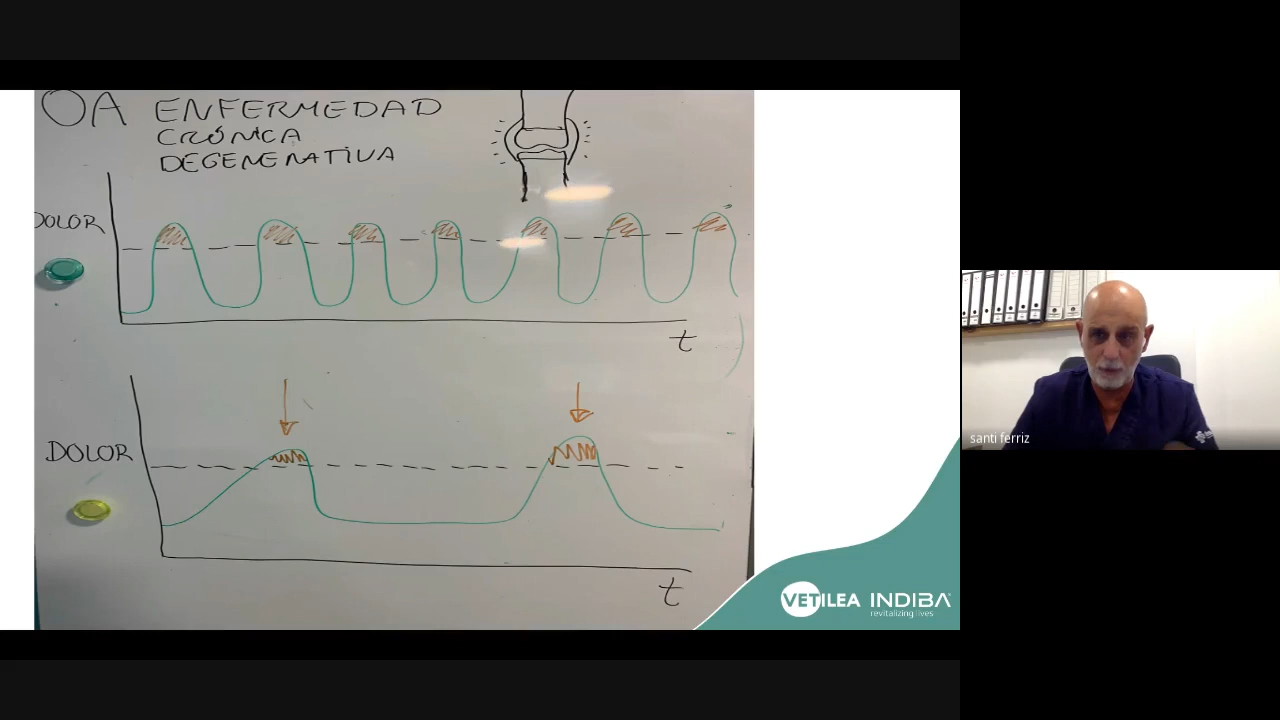 OA ENFERMEDAD
CRÓNICA
DEGENERATIVA
DOLOR
t
DOLOR
t
VETILEA INDIBA
revitalizing lives
santi ferriz